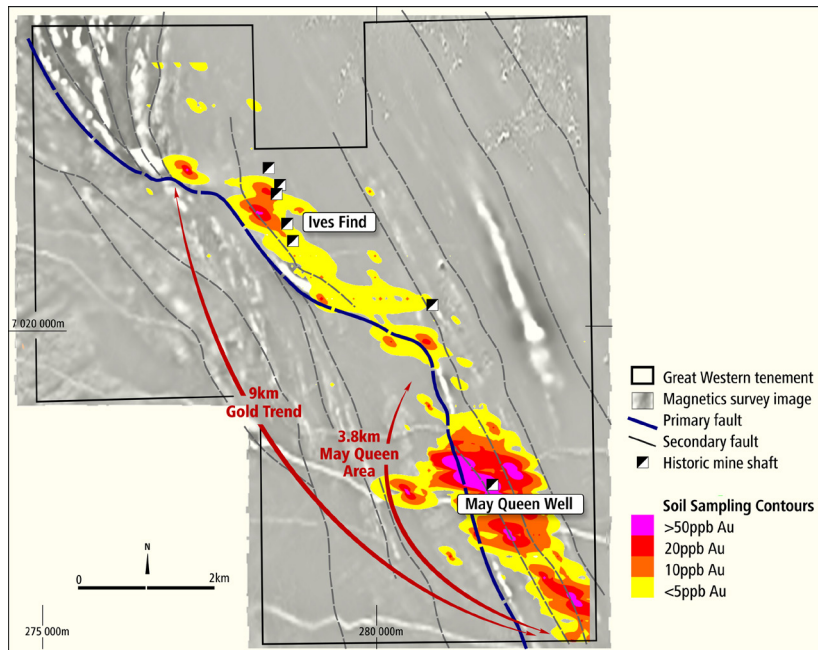 Ives Find
7 020 000m
9km
Gold Trend
3.8km
May Queen
Area
May Queen Well
N
0 2km
275 000m
280 000m
Great Western tenement
Magnetics survey image
Primary fault
Secondary fault
Historic mine shaft
Soil Sampling Contours
>50ppb Au
20ppb Au
10ppb Au
<5ppb Au